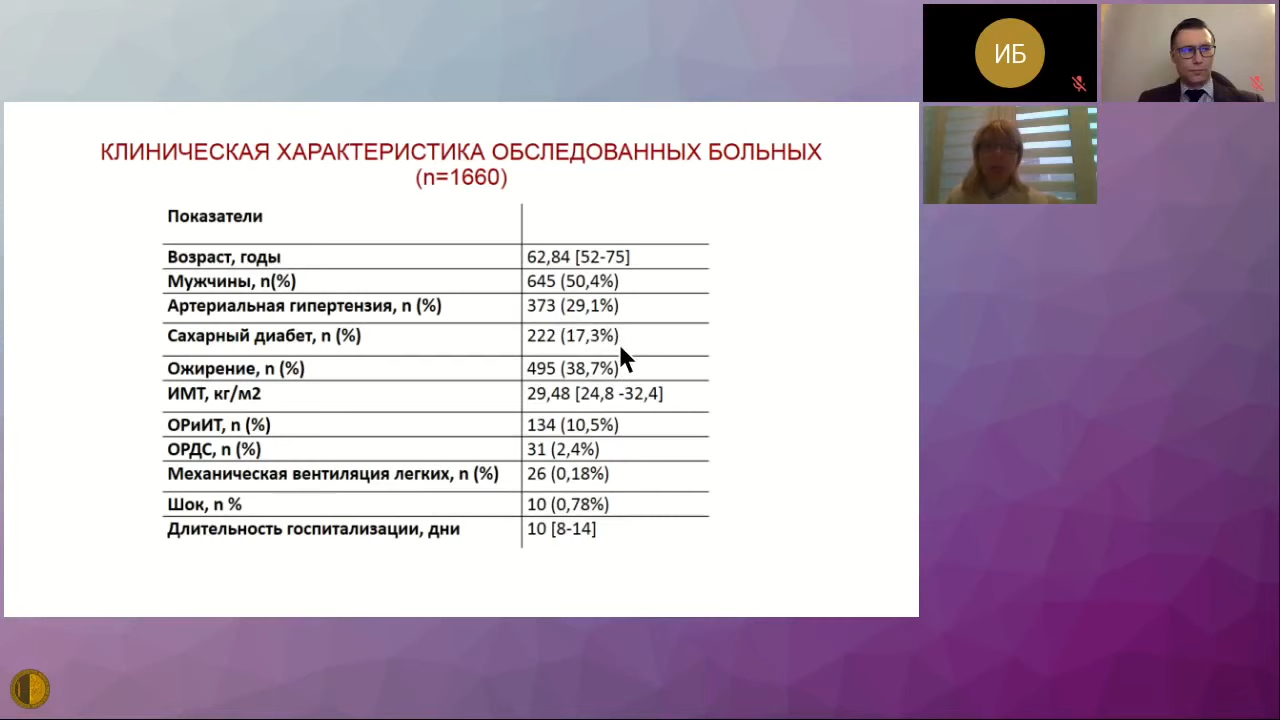 КЛИНИЧЕСКАЯ ХАРАКТЕРИСТИКА ОБСЛЕДОВАННЫХ БОЛЬНЫХ
(n=1660)
Показатели
Возраст, годы 62,84 [52-75]
Мужчины, n(%) 645 (50,4%)
Артериальная гипертензия, n (%) 373 (29,1%)
Сахарный диабет, n (%) 222 (17,3%)
Ожирение, n (%) 495 (38,7%)
ИМТ, кг/м2 29,48 [24,8 -32,4]
ОРиИТ, n (%) 134 (10,5%)
ОРДС, n (%) 31 (2,4%)
Механическая вентиляция легких, n (%) 26 (0,18%)
Шок, n % 10 (0,78%)
Длительность госпитализации, дни 10 [8-14]
ИБ